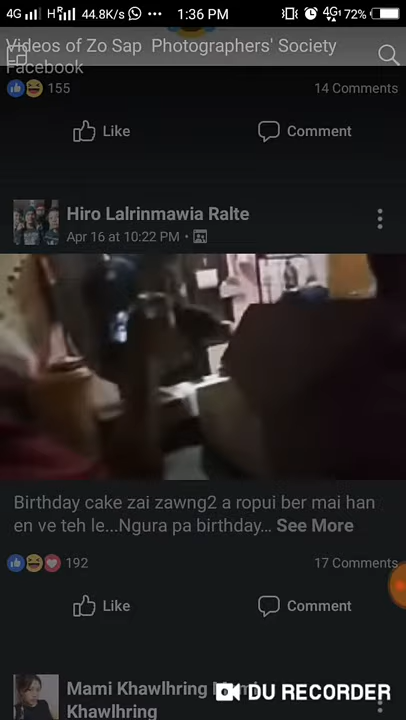 4G H R 44.8K/s ... 1:36 PM 4G 72%
Videos of Zo Sap Photographers' Society
Facebook
155 14 Comments
Like Comment
Hiro Lalrinmawia Ralte
Apr 16 at 10:22 PM •
Birthday cake zai zawng2 a ropui ber mai han
en ve teh le...Ngura pa birthday... See More
192 17 Comments
Like Comment
Mami Khawlhring
Khawlhring
DU RECORDER